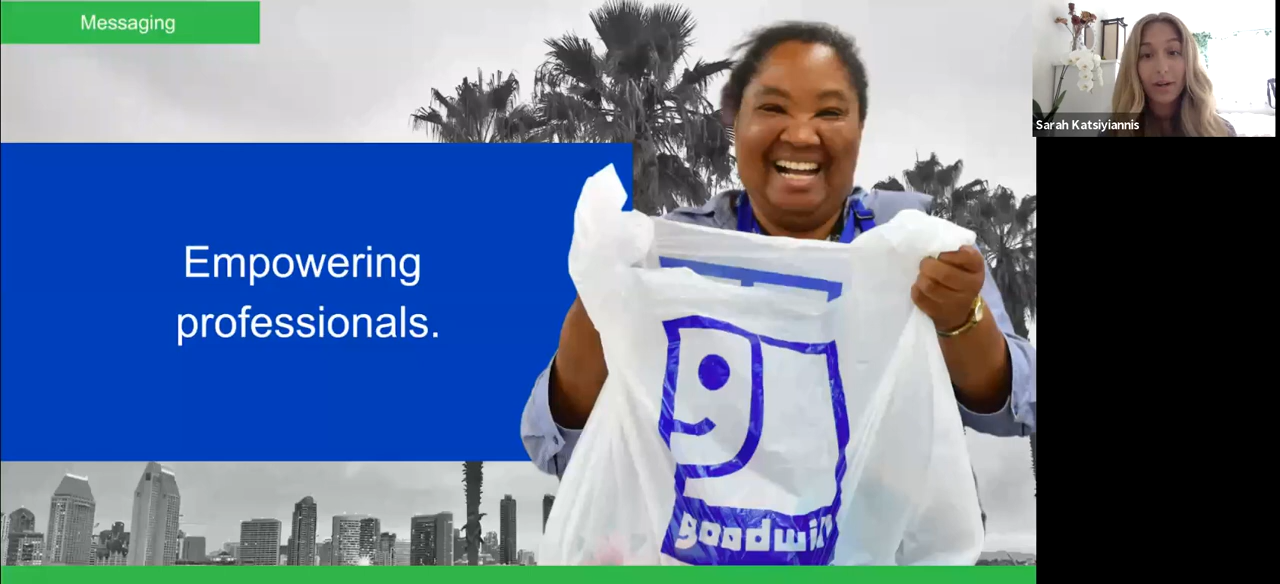 Messaging
Sarah Katsiyiannis
Empowering
professionals.
goodwill